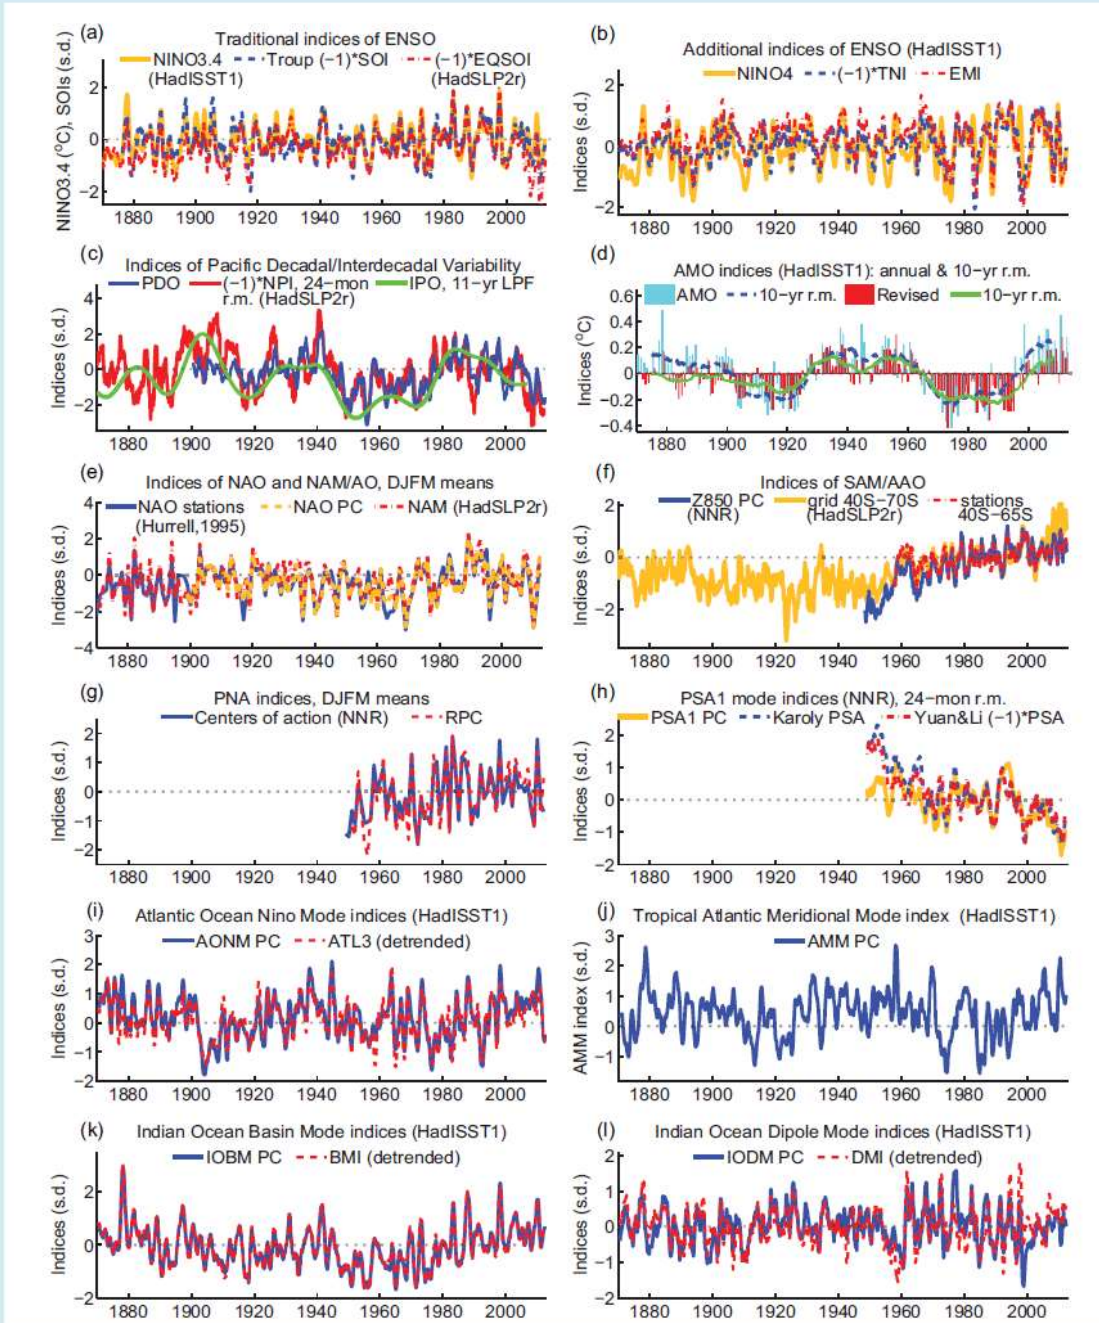 (a)
Traditional indices of ENSO
NINO3.4 (HadISST1) Troup (−1)*SOI (−1)*EQSOI (HadSLP2r)
NINO3.4 (°C), SOIs (s.d.)
2
0
−2
1880 1900 1920 1940 1960 1980 2000
(b)
Additional indices of ENSO (HadISST1)
NINO4 (−1)*TNI EMI
Indices (s.d.)
2
0
−2
1880 1900 1920 1940 1960 1980 2000
(c)
Indices of Pacific Decadal/Interdecadal Variability
PDO (−1)*NPI, 24−mon r.m. (HadSLP2r) IPO, 11−yr LPF
Indices (s.d.)
4
2
0
−2
1880 1900 1920 1940 1960 1980 2000
(d)
AMO indices (HadISST1): annual & 10−yr r.m.
AMO 10−yr r.m. Revised 10−yr r.m.
Indices (°C)
0.6
0.4
0.2
0
−0.2
−0.4
1880 1900 1920 1940 1960 1980 2000
(e)
Indices of NAO and NAM/AO, DJFM means
NAO stations (Hurrell,1995) NAO PC NAM (HadSLP2r)
Indices (s.d.)
4
2
0
−2
−4
1880 1900 1920 1940 1960 1980 2000
(f)
Indices of SAM/AAO
Z850 PC (NNR) grid 40S−70S (HadSLP2r) stations 40S−65S
Indices (s.d.)
2
0
−2
1880 1900 1920 1940 1960 1980 2000
(g)
PNA indices, DJFM means
Centers of action (NNR) RPC
Indices (s.d.)
2
1
0
−1
−2
1880 1900 1920 1940 1960 1980 2000
(h)
PSA1 mode indices (NNR), 24−mon r.m.
PSA1 PC Karoly PSA Yuan&Li (−1)*PSA
Indices (s.d.)
2
1
0
−1
−2
1880 1900 1920 1940 1960 1980 2000
(i)
Atlantic Ocean Nino Mode indices (HadISST1)
AONM PC ATL3 (detrended)
Indices (s.d.)
3
2
1
0
−1
−2
1880 1900 1920 1940 1960 1980 2000
(j)
Tropical Atlantic Meridional Mode index (HadISST1)
AMM PC
AMM index (s.d.)
3
2
1
0
−1
1880 1900 1920 1940 1960 1980 2000
(k)
Indian Ocean Basin Mode indices (HadISST1)
IOBM PC BMI (detrended)
Indices (s.d.)
2
0
−2
1880 1900 1920 1940 1960 1980 2000
(l)
Indian Ocean Dipole Mode indices (HadISST1)
IODM PC DMI (detrended)
Indices (s.d.)
2
1
0
−1
−2
1880 1900 1920 1940 1960 1980 2000